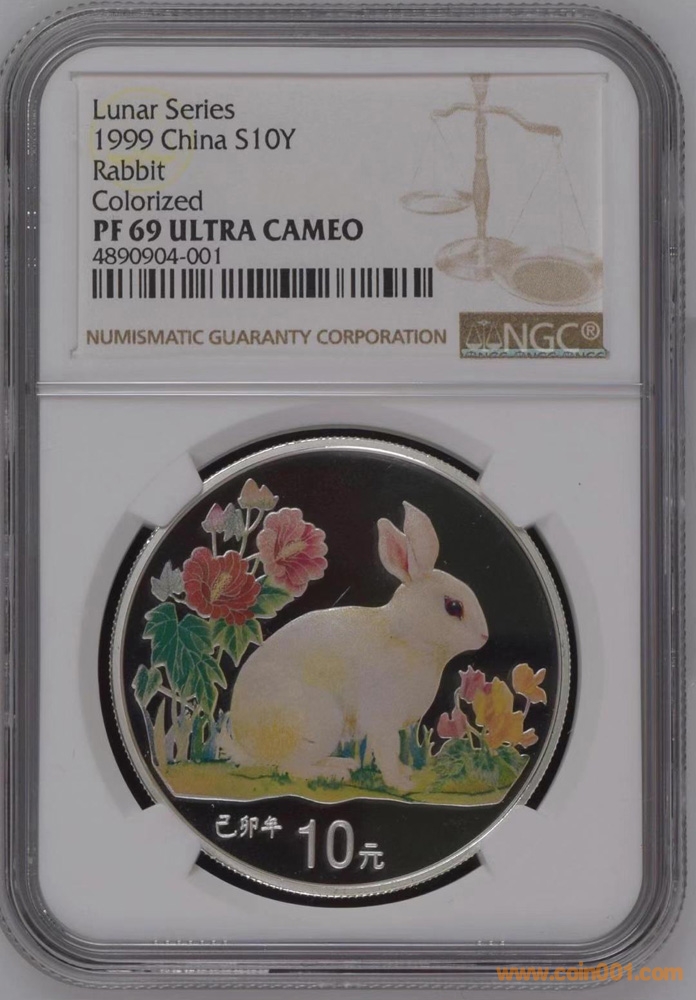 Lunar Series
1999 China S10Y
Rabbit
Colorized
PF 69 ULTRA CAMEO
4890904-001
NUMISMATIC GUARANTY CORPORATION
NGC®
己卯年 10元
www.coin001.com